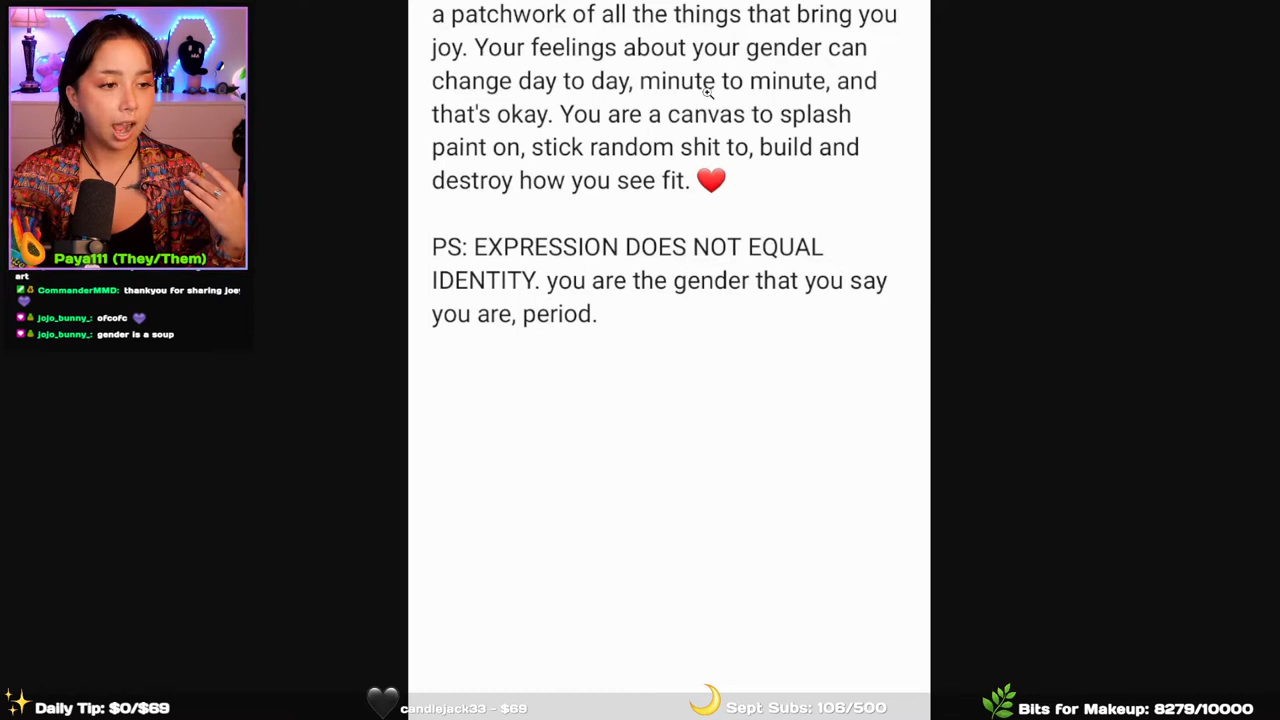 a patchwork of all the things that bring you
joy. Your feelings about your gender can
change day to day, minute to minute, and
that's okay. You are a canvas to splash
paint on, stick random shit to, build and
destroy how you see fit. ❤️
PS: EXPRESSION DOES NOT EQUAL
IDENTITY. you are the gender that you say
you are, period.
Paya111 (They/Them)
art
CommanderMMD: thankyou for sharing joey
jojo_bunny_: ofcofc 💜
jojo_bunny_: gender is a soup
Daily Tip: $0/$69
candlejack33 - $69
Sept Subs: 106/500
Bits for Makeup: 8279/10000